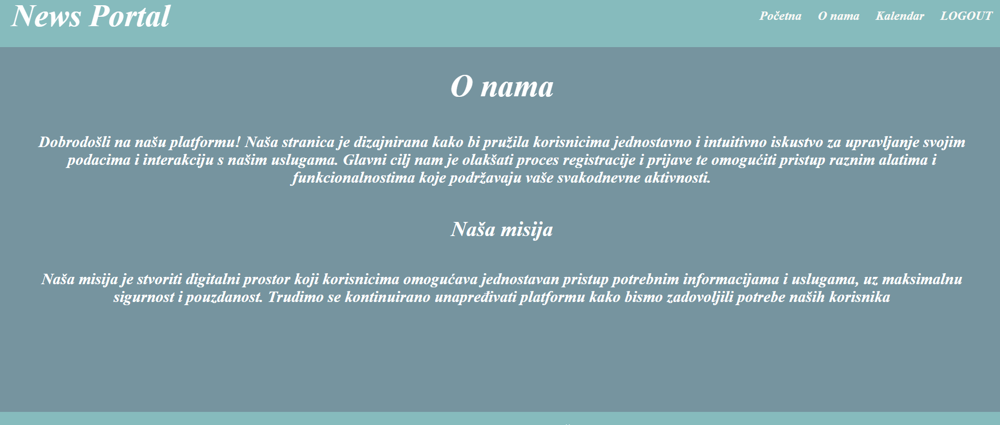 News Portal
Početna O nama Kalendar LOGOUT
O nama
Dobrodošli na našu platformu! Naša stranica je dizajnirana kako bi pružila korisnicima jednostavno i intuitivno iskustvo za upravljanje svojim
podacima i interakciju s našim uslugama. Glavni cilj nam je olakšati proces registracije i prijave te omogućiti pristup raznim alatima i
funkcionalnostima koje podržavaju vaše svakodnevne aktivnosti.
Naša misija
Naša misija je stvoriti digitalni prostor koji korisnicima omogućava jednostavan pristup potrebnim informacijama i uslugama, uz maksimalnu
sigurnost i pouzdanost. Trudimo se kontinuirano unapređivati platformu kako bismo zadovoljili potrebe naših korisnika